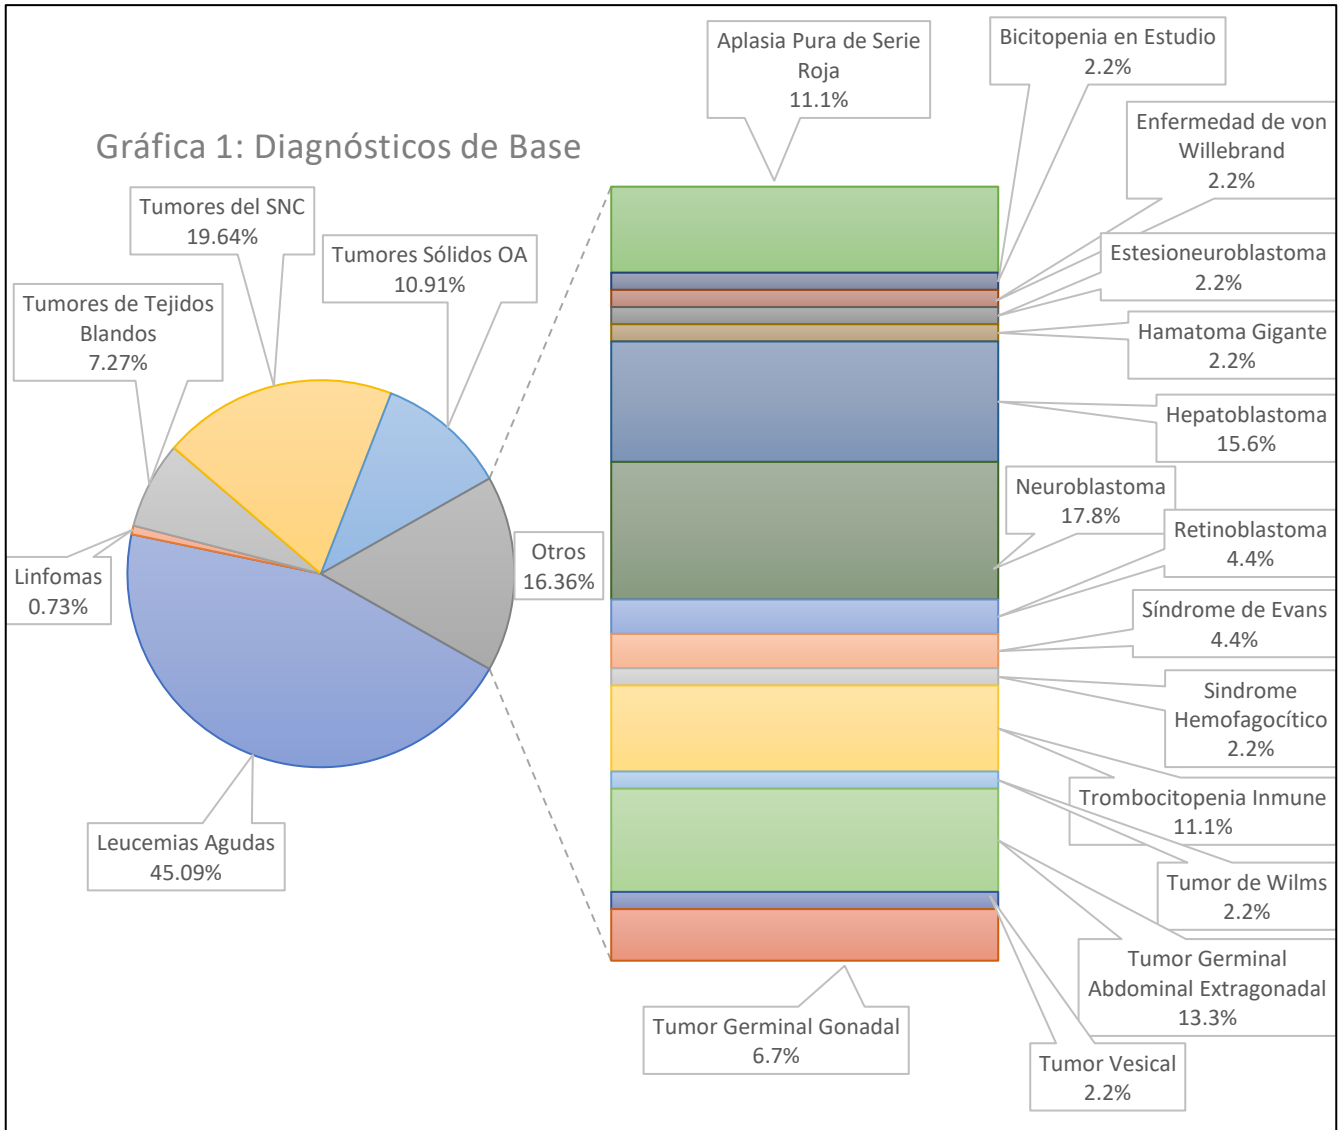 Gráfica 1: Diagnósticos de Base
Tumores del SNC
19.64%
Tumores Sólidos OA
10.91%
Tumores de Tejidos
Blandos
7.27%
Linfomas
0.73%
Otros
16.36%
Leucemias Agudas
45.09%
Aplasia Pura de Serie
Roja
11.1%
Bicitopenia en Estudio
2.2%
Enfermedad de von
Willebrand
2.2%
Estesioneuroblastoma
2.2%
Hamatoma Gigante
2.2%
Hepatoblastoma
15.6%
Neuroblastoma
17.8%
Retinoblastoma
4.4%
Síndrome de Evans
4.4%
Sindrome
Hemofagocítico
2.2%
Trombocitopenia Inmune
11.1%
Tumor de Wilms
2.2%
Tumor Germinal
Abdominal Extragonadal
13.3%
Tumor Vesical
2.2%
Tumor Germinal Gonadal
6.7%